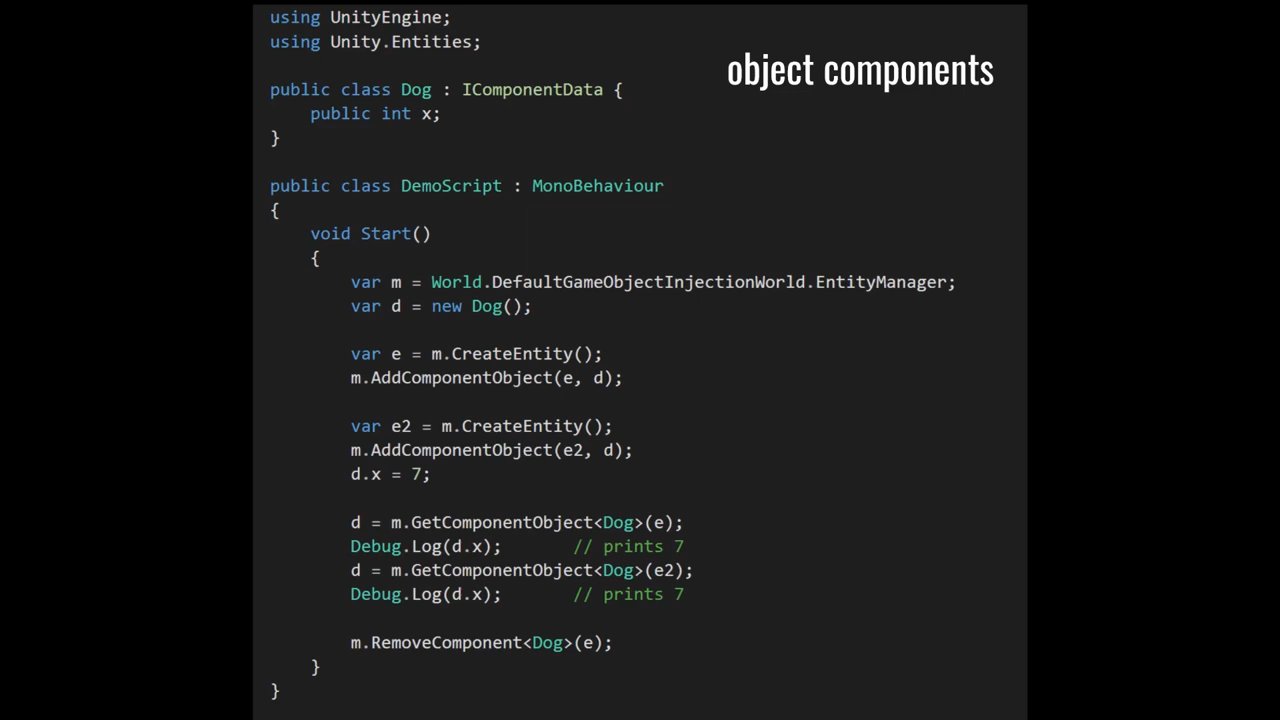 using UnityEngine;
using Unity.Entities;
object components
public class Dog : IComponentData {
    public int x;
}
public class DemoScript : MonoBehaviour
{
    void Start()
    {
        var m = World.DefaultGameObjectInjectionWorld.EntityManager;
        var d = new Dog();
        var e = m.CreateEntity();
        m.AddComponentObject(e, d);
        var e2 = m.CreateEntity();
        m.AddComponentObject(e2, d);
        d.x = 7;
        d = m.GetComponentObject<Dog>(e);
        Debug.Log(d.x);       // prints 7
        d = m.GetComponentObject<Dog>(e2);
        Debug.Log(d.x);       // prints 7
        m.RemoveComponent<Dog>(e);
    }
}